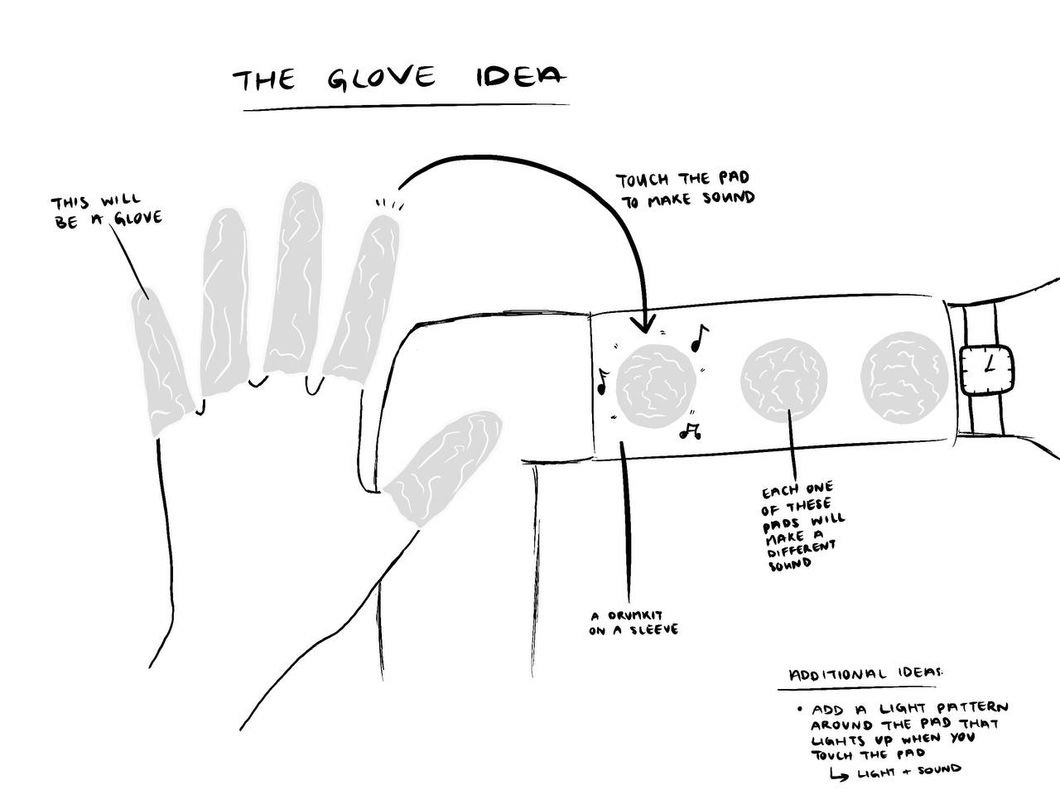 THE GLOVE IDEA
THIS WILL
BE A GLOVE
TOUCH THE PAD
TO MAKE SOUND
EACH ONE
OF THESE
PADS WILL
MAKE A
DIFFERENT
SOUND
A DRUMKIT
ON A SLEEVE
ADDITIONAL IDEAS:
• ADD A LIGHT PATTERN
AROUND THE PAD THAT
LIGHTS UP WHEN YOU
TOUCH THE PAD
↳ LIGHT + SOUND